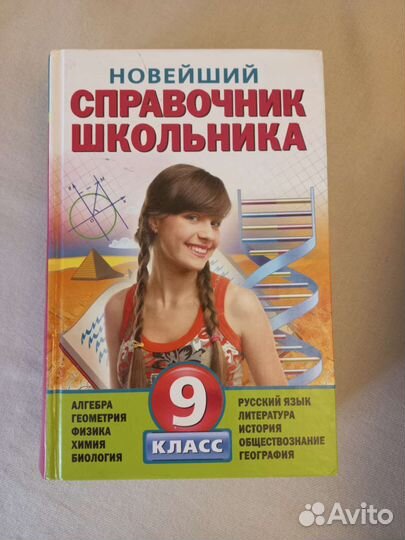 НОВЕЙШИЙ
СПРАВОЧНИК
ШКОЛЬНИКА
АЛГЕБРА
ГЕОМЕТРИЯ
ФИЗИКА
ХИМИЯ
БИОЛОГИЯ
9
КЛАСС
РУССКИЙ ЯЗЫК
ЛИТЕРАТУРА
ИСТОРИЯ
ОБЩЕСТВОЗНАНИЕ
ГЕОГРАФИЯ
Avito